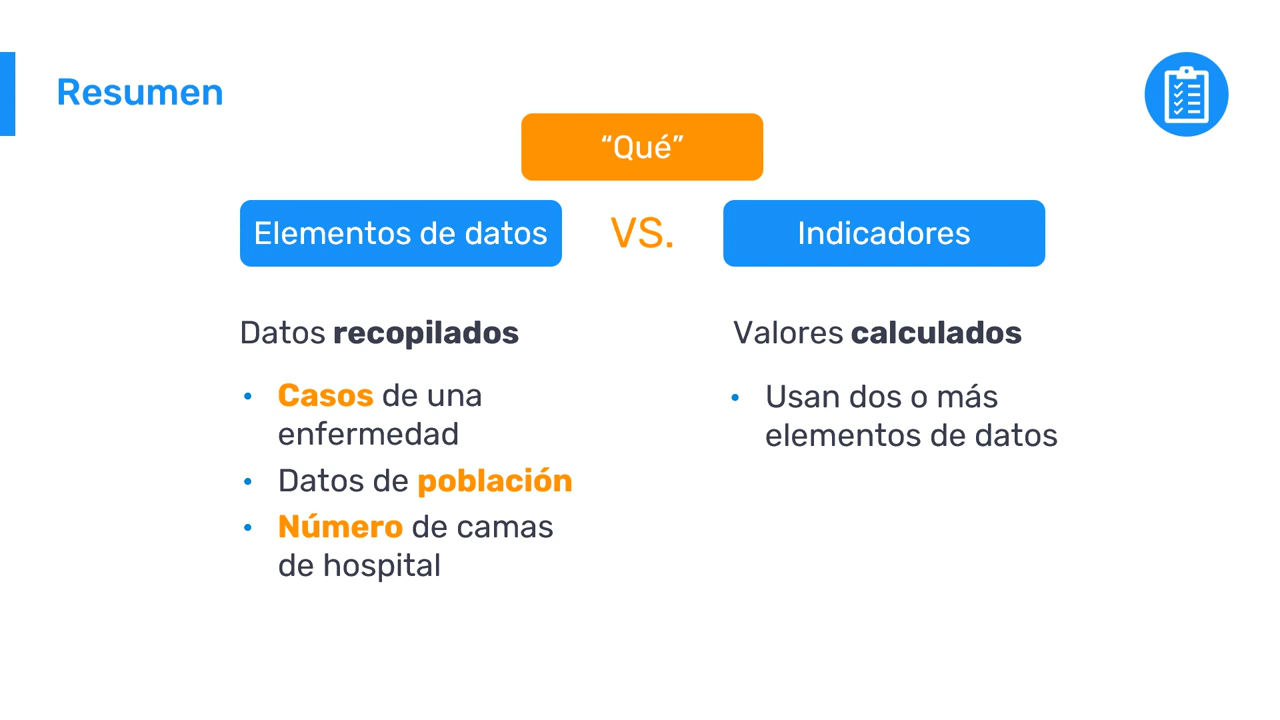 Resumen
“Qué”
Elementos de datos
VS.
Indicadores
Datos recopilados
• Casos de una
enfermedad
• Datos de población
• Número de camas
de hospital
Valores calculados
• Usan dos o más
elementos de datos